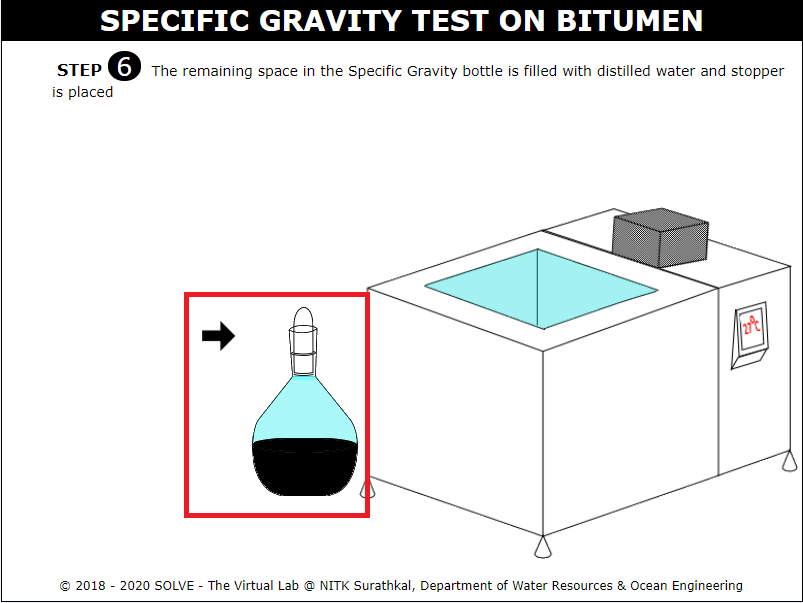 SPECIFIC GRAVITY TEST ON BITUMEN
STEP 6 The remaining space in the Specific Gravity bottle is filled with distilled water and stopper
is placed
27°C
© 2018 - 2020 SOLVE - The Virtual Lab @ NITK Surathkal, Department of Water Resources & Ocean Engineering